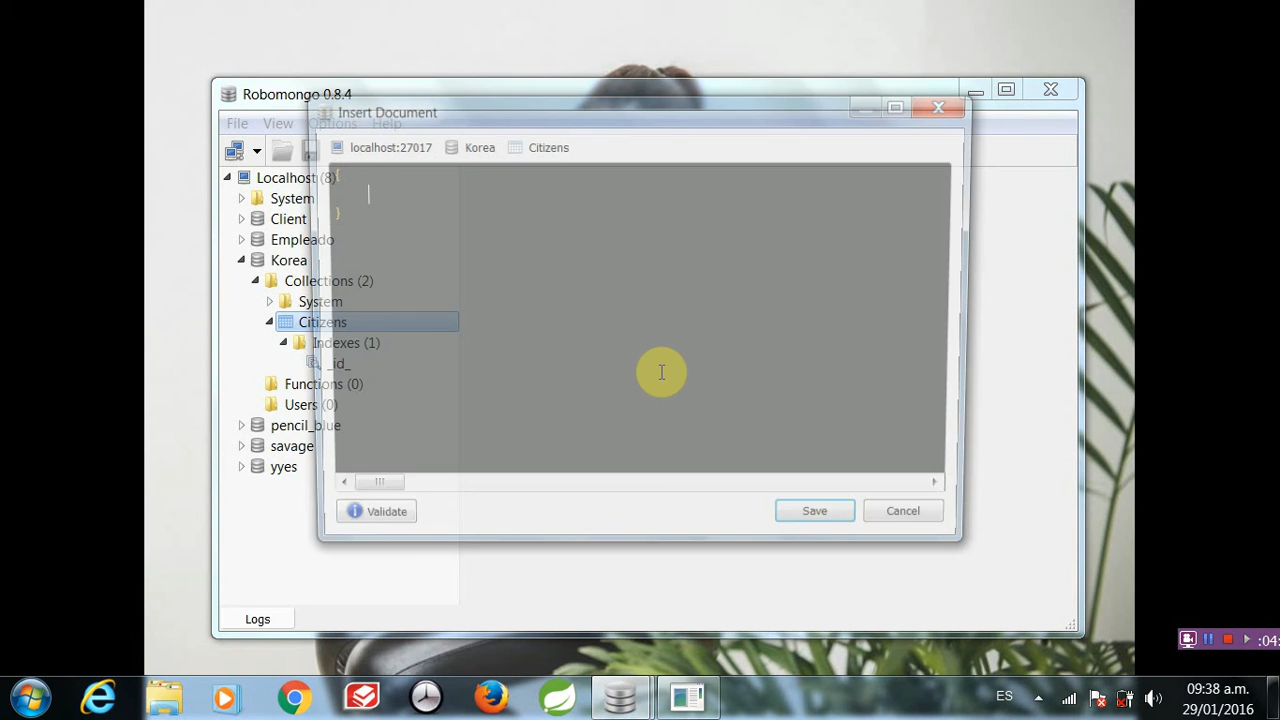 Robomongo 0.8.4
Insert Document
File View Options Help
localhost:27017 Korea Citizens
Localhost (8)
System
Client
Empleado
Korea
Collections (2)
System
Citizens
Indexes (1)
_id_
Functions (0)
Users (0)
pencil_blue
savage
yyes
{
}
Validate Save Cancel
Logs
:04:
ES
09:38 a.m.
29/01/2016